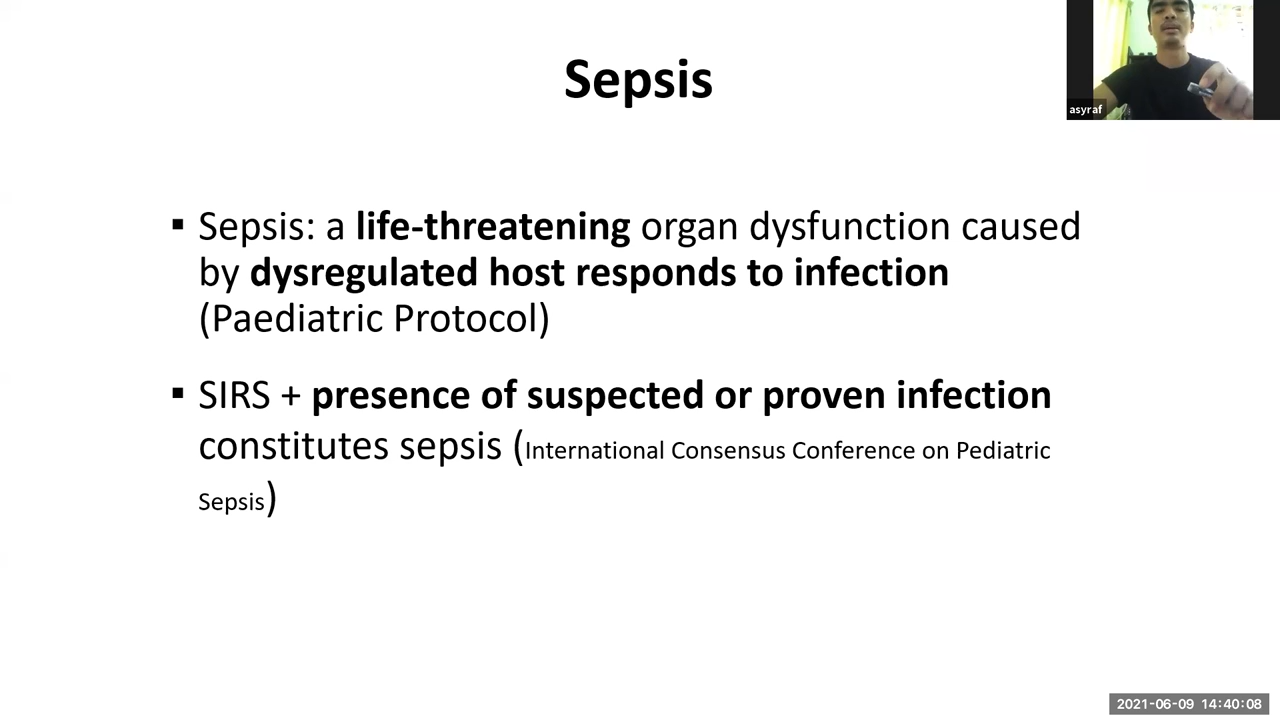 Sepsis
asyraf
▪ Sepsis: a life-threatening organ dysfunction caused
by dysregulated host responds to infection
(Paediatric Protocol)
▪ SIRS + presence of suspected or proven infection
constitutes sepsis (International Consensus Conference on Pediatric
Sepsis)
2021-06-09 14:40:08